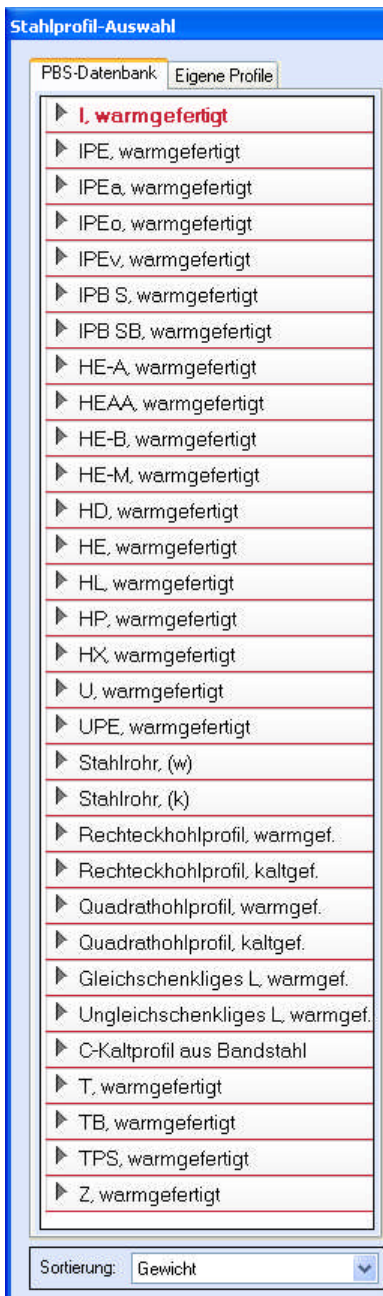 Stahlprofil-Auswahl
PBS-Datenbank Eigene Profile
I, warmgefertigt
IPE, warmgefertigt
IPEa, warmgefertigt
IPEo, warmgefertigt
IPEv, warmgefertigt
IPB S, warmgefertigt
IPB SB, warmgefertigt
HE-A, warmgefertigt
HEAA, warmgefertigt
HE-B, warmgefertigt
HE-M, warmgefertigt
HD, warmgefertigt
HE, warmgefertigt
HL, warmgefertigt
HP, warmgefertigt
HX, warmgefertigt
U, warmgefertigt
UPE, warmgefertigt
Stahlrohr, (w)
Stahlrohr, (k)
Rechteckhohlprofil, warmgef.
Rechteckhohlprofil, kaltgef.
Quadrathohlprofil, warmgef.
Quadrathohlprofil, kaltgef.
Gleichschenkliges L, warmgef.
Ungleichschenkliges L, warmgef.
C-Kaltprofil aus Bandstahl
T, warmgefertigt
TB, warmgefertigt
TPS, warmgefertigt
Z, warmgefertigt
Sortierung: Gewicht